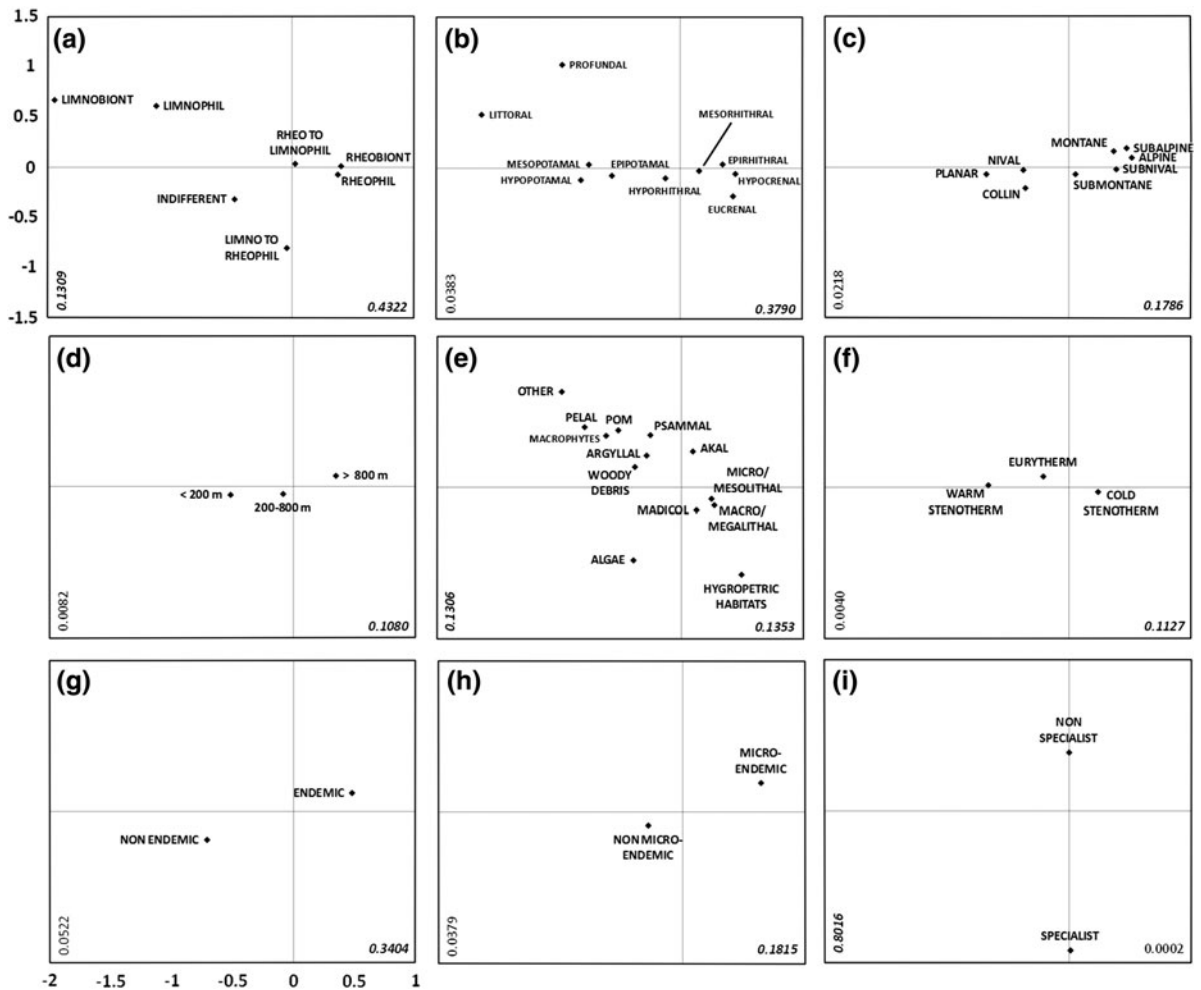 1.5
1
0.5
0
-0.5
-1
-1.5
(a)
LIMNOBIONT
LIMNOPHIL
RHEO TO
LIMNOPHIL
RHEOBIONT
RHEOPHIL
INDIFFERENT
LIMNO TO
RHEOPHIL
0.1309
0.4322
(b)
PROFUNDAL
LITTORAL
MESORHITHRAL
MESOPOTAMAL
EPIPOTAMAL
EPIRHITHRAL
HYPOPOTAMAL
HYPORHITHRAL
HYPOCRENAL
EUCRENAL
0.0383
0.3790
(c)
MONTANE
SUBALPINE
ALPINE
NIVAL
SUBNIVAL
PLANAR
SUBMONTANE
COLLIN
0.0218
0.1786
(d)
> 800 m
< 200 m
200-800 m
0.0082
0.1080
(e)
OTHER
PELAL
POM
PSAMMAL
MACROPHYTES
ARGYLLAL
AKAL
WOODY
DEBRIS
MICRO/
MESOLITHAL
MADICOL
MACRO/
MEGALITHAL
ALGAE
HYGROPETRIC
HABITATS
0.1306
0.1353
(f)
EURYTHERM
WARM
STENOTHERM
COLD
STENOTHERM
0.0040
0.1127
(g)
ENDEMIC
NON ENDEMIC
0.0522
0.3404
(h)
MICRO-
ENDEMIC
NON MICRO-
ENDEMIC
0.0379
0.1815
(i)
NON
SPECIALIST
SPECIALIST
0.8016
0.0002
-2 -1 -1 -0.5 0 0.5 1